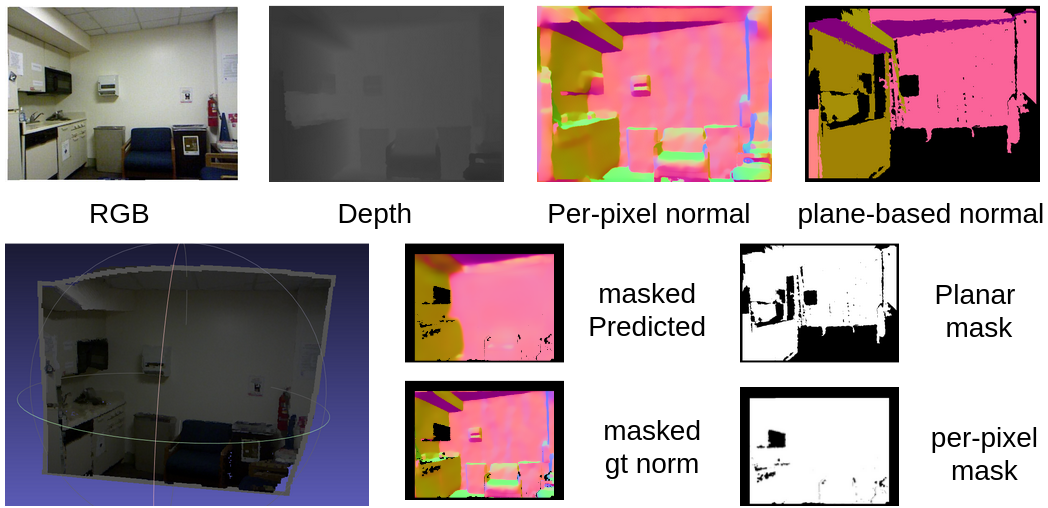 RGB
Depth
Per-pixel normal
plane-based normal
masked
Predicted
Planar
mask
masked
gt norm
per-pixel
mask